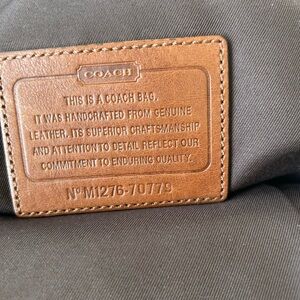 COACH
THIS IS A COACH BAG.
IT WAS HANDCRAFTED FROM GENUINE
LEATHER. ITS SUPERIOR CRAFTSMANSHIP
AND ATTENTION TO DETAIL REFLECT OUR
COMMITMENT TO ENDURING QUALITY.
Nº M1276-70779